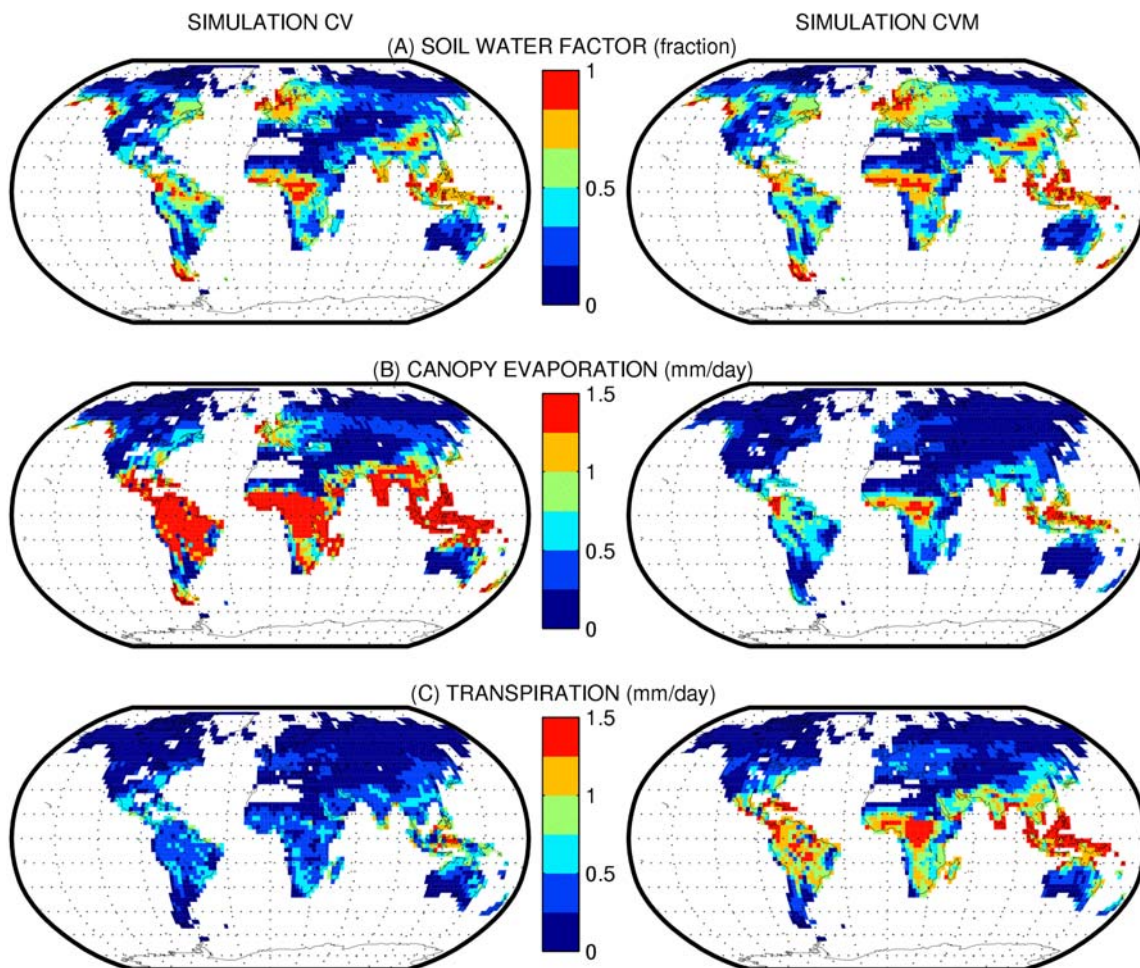 SIMULATION CV
SIMULATION CVM
(A) SOIL WATER FACTOR (fraction)
1
0.5
0
(B) CANOPY EVAPORATION (mm/day)
1.5
1
0.5
0
(C) TRANSPIRATION (mm/day)
1.5
1
0.5
0